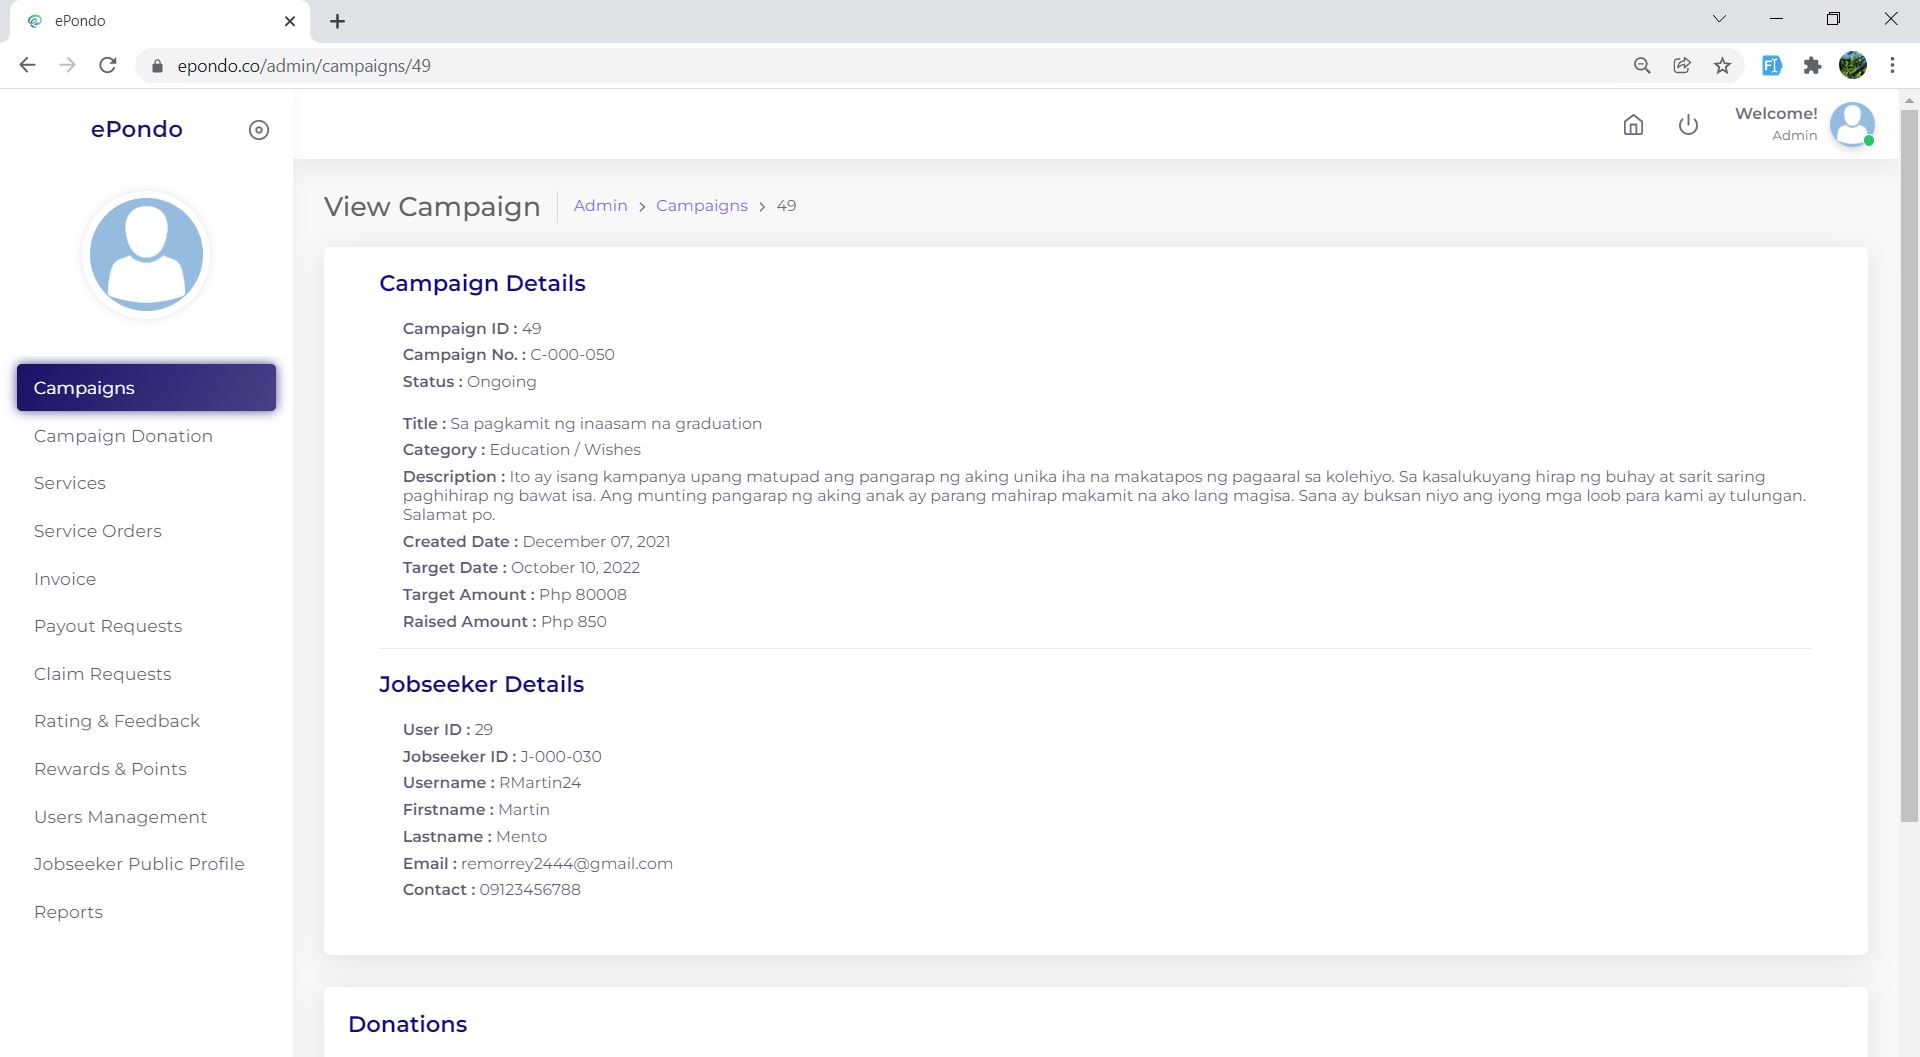 ePondo
epondo.co/admin/campaigns/49
ePondo
Welcome!
Admin
View Campaign
Admin > Campaigns > 49
Campaigns
Campaign Donation
Services
Service Orders
Invoice
Payout Requests
Claim Requests
Rating & Feedback
Rewards & Points
Users Management
Jobseeker Public Profile
Reports
Campaign Details
Campaign ID : 49
Campaign No. : C-000-050
Status : Ongoing
Title : Sa pagkamit ng inaasam na graduation
Category : Education / Wishes
Description : Ito ay isang kampanya upang matupad ang pangarap ng aking unika iha na makatapos ng pagaaral sa kolehiyo. Sa kasalukuyang hirap ng buhay at sarit saring
paghihirap ng bawat isa. Ang munting pangarap ng aking anak ay parang mahirap makamit na ako lang magisa. Sana ay buksan niyo ang iyong mga loob para kami ay tulungan.
Salamat po.
Created Date : December 07, 2021
Target Date : October 10, 2022
Target Amount : Php 80008
Raised Amount : Php 850
Jobseeker Details
User ID : 29
Jobseeker ID : J-000-030
Username : RMartin24
Firstname : Martin
Lastname : Mento
Email : remorrey2444@gmail.com
Contact : 09123456788
Donations